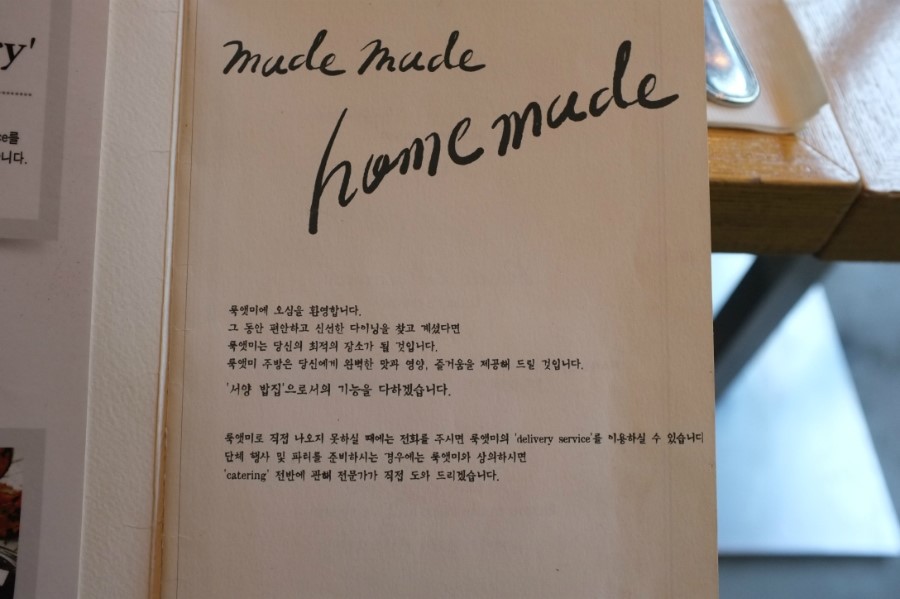 ry'
ce를
니다.
made made
homemade
룩앳미에 오심을 환영합니다.
그 동안 편안하고 신선한 다이닝을 찾고 계셨다면
룩앳미는 당신의 최적의 장소가 될 것입니다.
룩앳미 주방은 당신에게 완벽한 맛과 영양, 즐거움을 제공해 드릴 것입니다.
'서양 밥집'으로서의 기능을 다하겠습니다.
룩앳미로 직접 나오지 못하실 때에는 전화를 주시면 룩앳미의 'delivery service'를 이용하실 수 있습니다
단체 행사 및 파티를 준비하시는 경우에는 룩앳미와 상의하시면
'catering' 전반에 관해 전문가가 직접 도와 드리겠습니다.